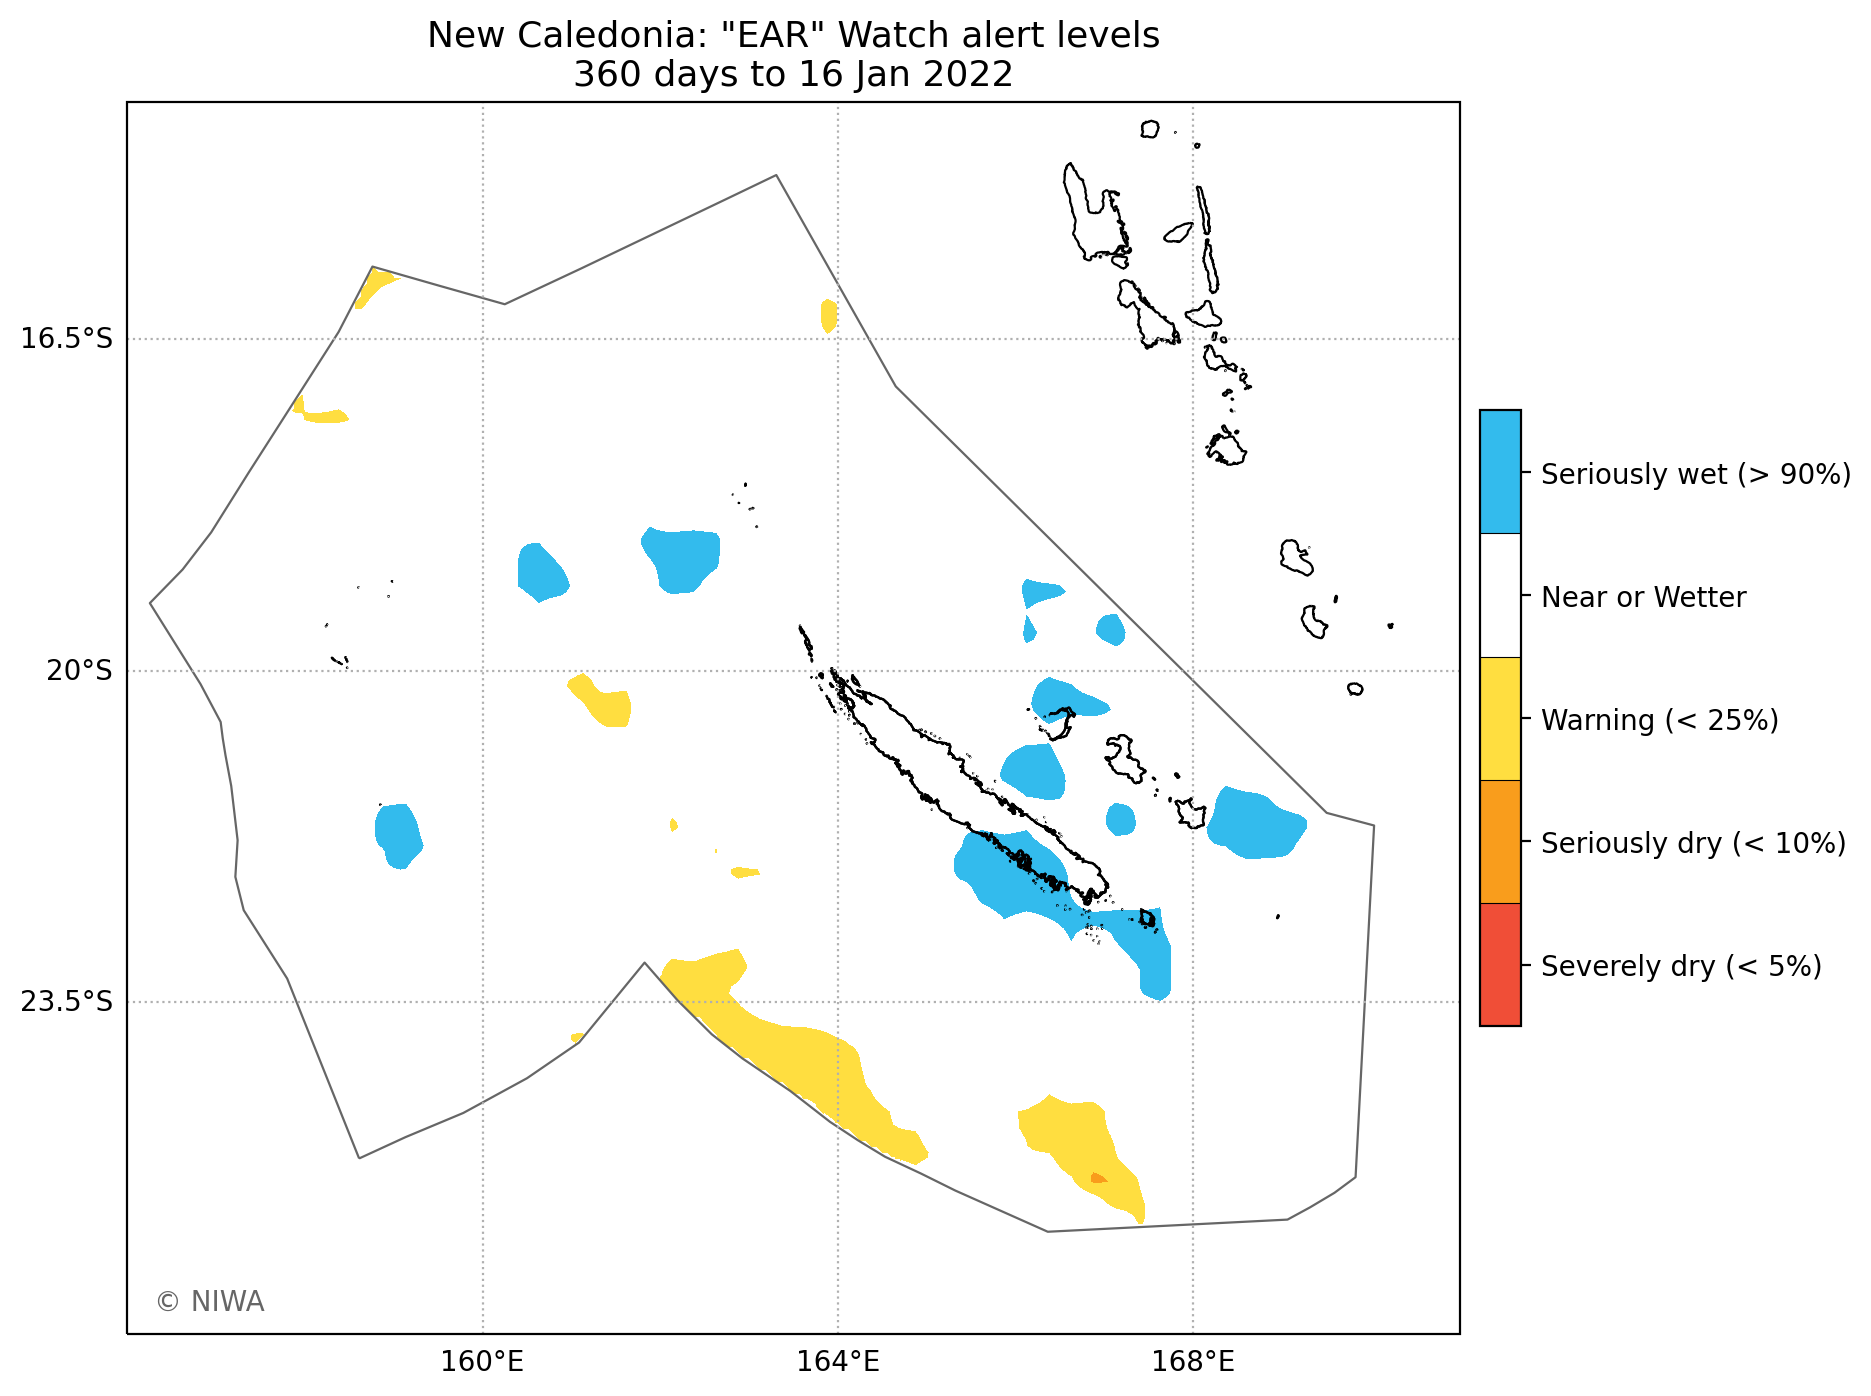 New Caledonia: "EAR" Watch alert levels
360 days to 16 Jan 2022
16.5°S
20°S
23.5°S
160°E
164°E
168°E
Seriously wet (> 90%)
Near or Wetter
Warning (< 25%)
Seriously dry (< 10%)
Severely dry (< 5%)
© NIWA